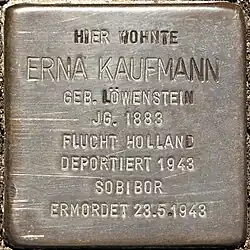 HIER WOHNTE
ERNA KAUFMANN
GEB. LÖWENSTEIN
JG. 1883
FLUCHT HOLLAND
DEPORTIERT 1943
SOBIBOR
ERMORDET 23.5.1943